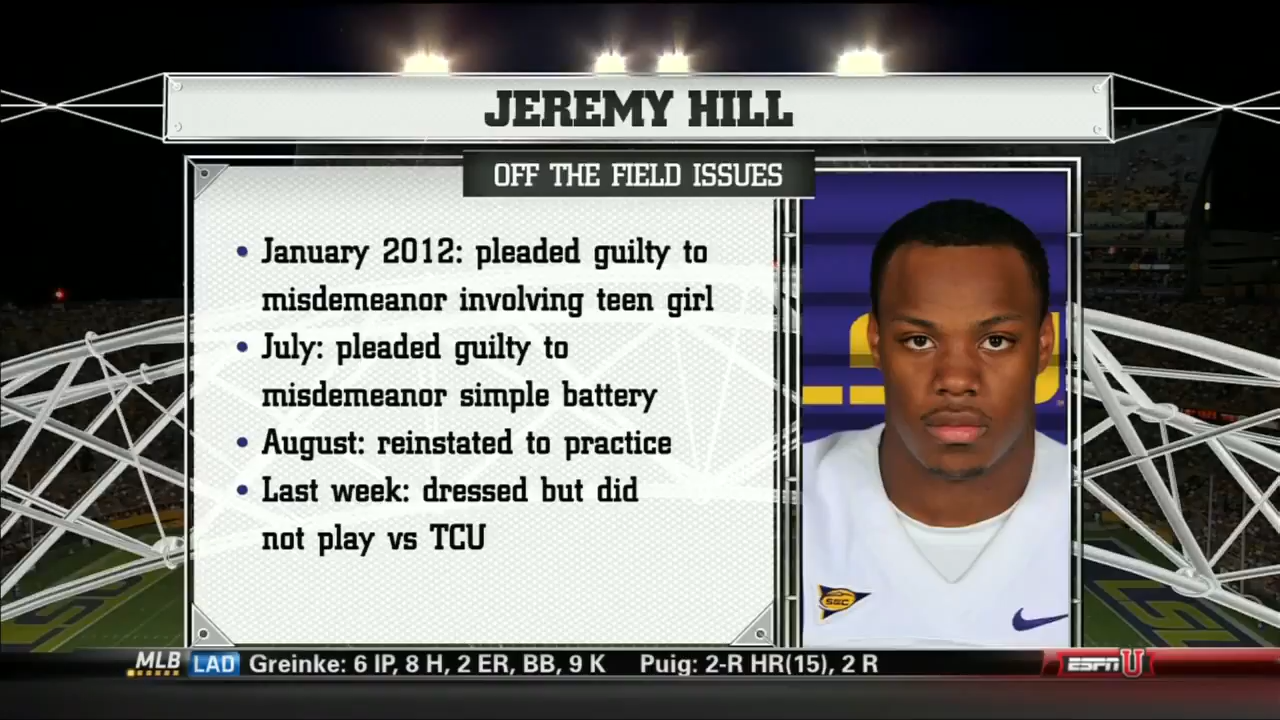 JEREMY HILL
OFF THE FIELD ISSUES
• January 2012: pleaded guilty to
misdemeanor involving teen girl
• July: pleaded guilty to
misdemeanor simple battery
• August: reinstated to practice
• Last week: dressed but did
not play vs TCU
SEC
MLB LAD Greinke: 6 IP, 8 H, 2 ER, BB, 9 K Puig: 2-R HR(15), 2 R
ESPN U